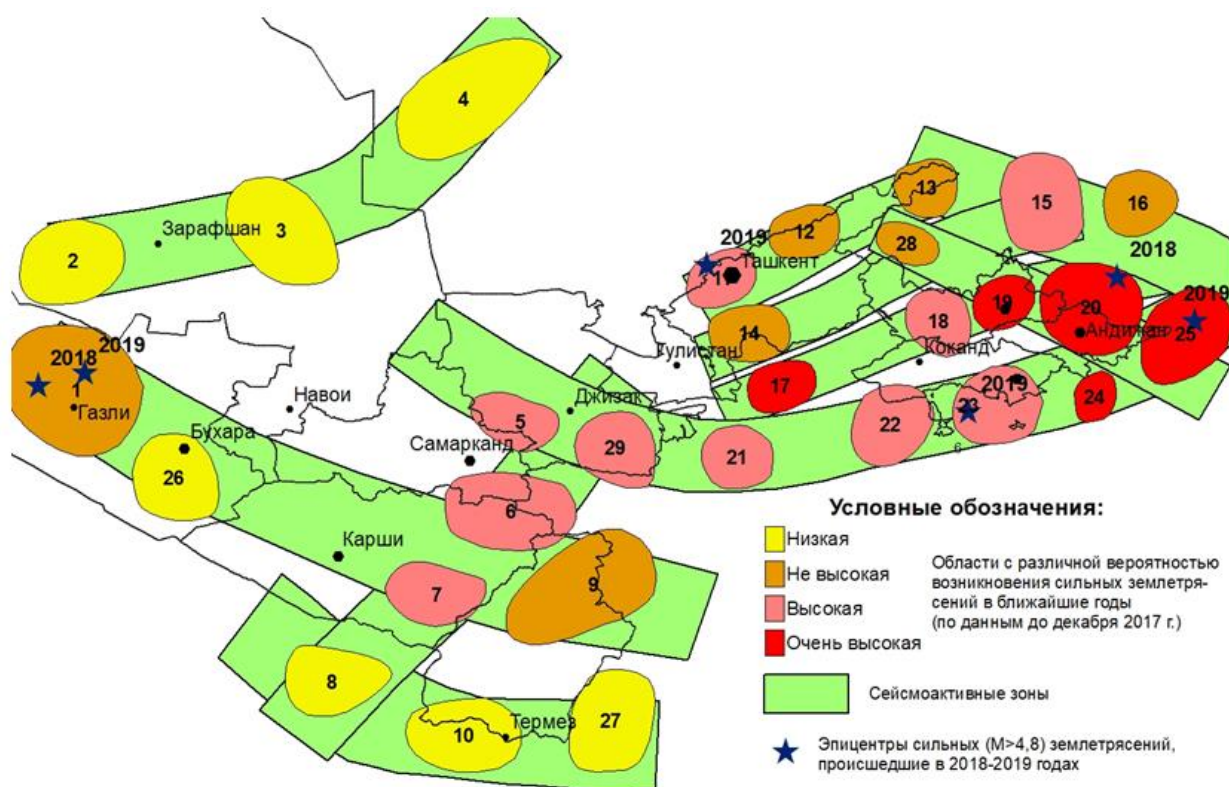 4
13
15
16
12
Зарафшан
3
2
28
2019
2018
Ташкент
11
2019
20
19
18
Андижан
25
14
Гулистан
Коканд
2018
2019
1
Газли
Навои
17
2019
24
23
22
6
Джизак
5
29
21
Бухара
Самарканд
26
6
Карши
7
9
8
10
Термез
27
Условные обозначения:
Низкая
Не высокая
Высокая
Очень высокая
Области с различной вероятностью
возникновения сильных землетря-
сений в ближайшие годы
(по данным до декабря 2017 г.)
Сейсмоактивные зоны
Эпицентры сильных (М>4,8) землетрясений,
происшедшие в 2018-2019 годах